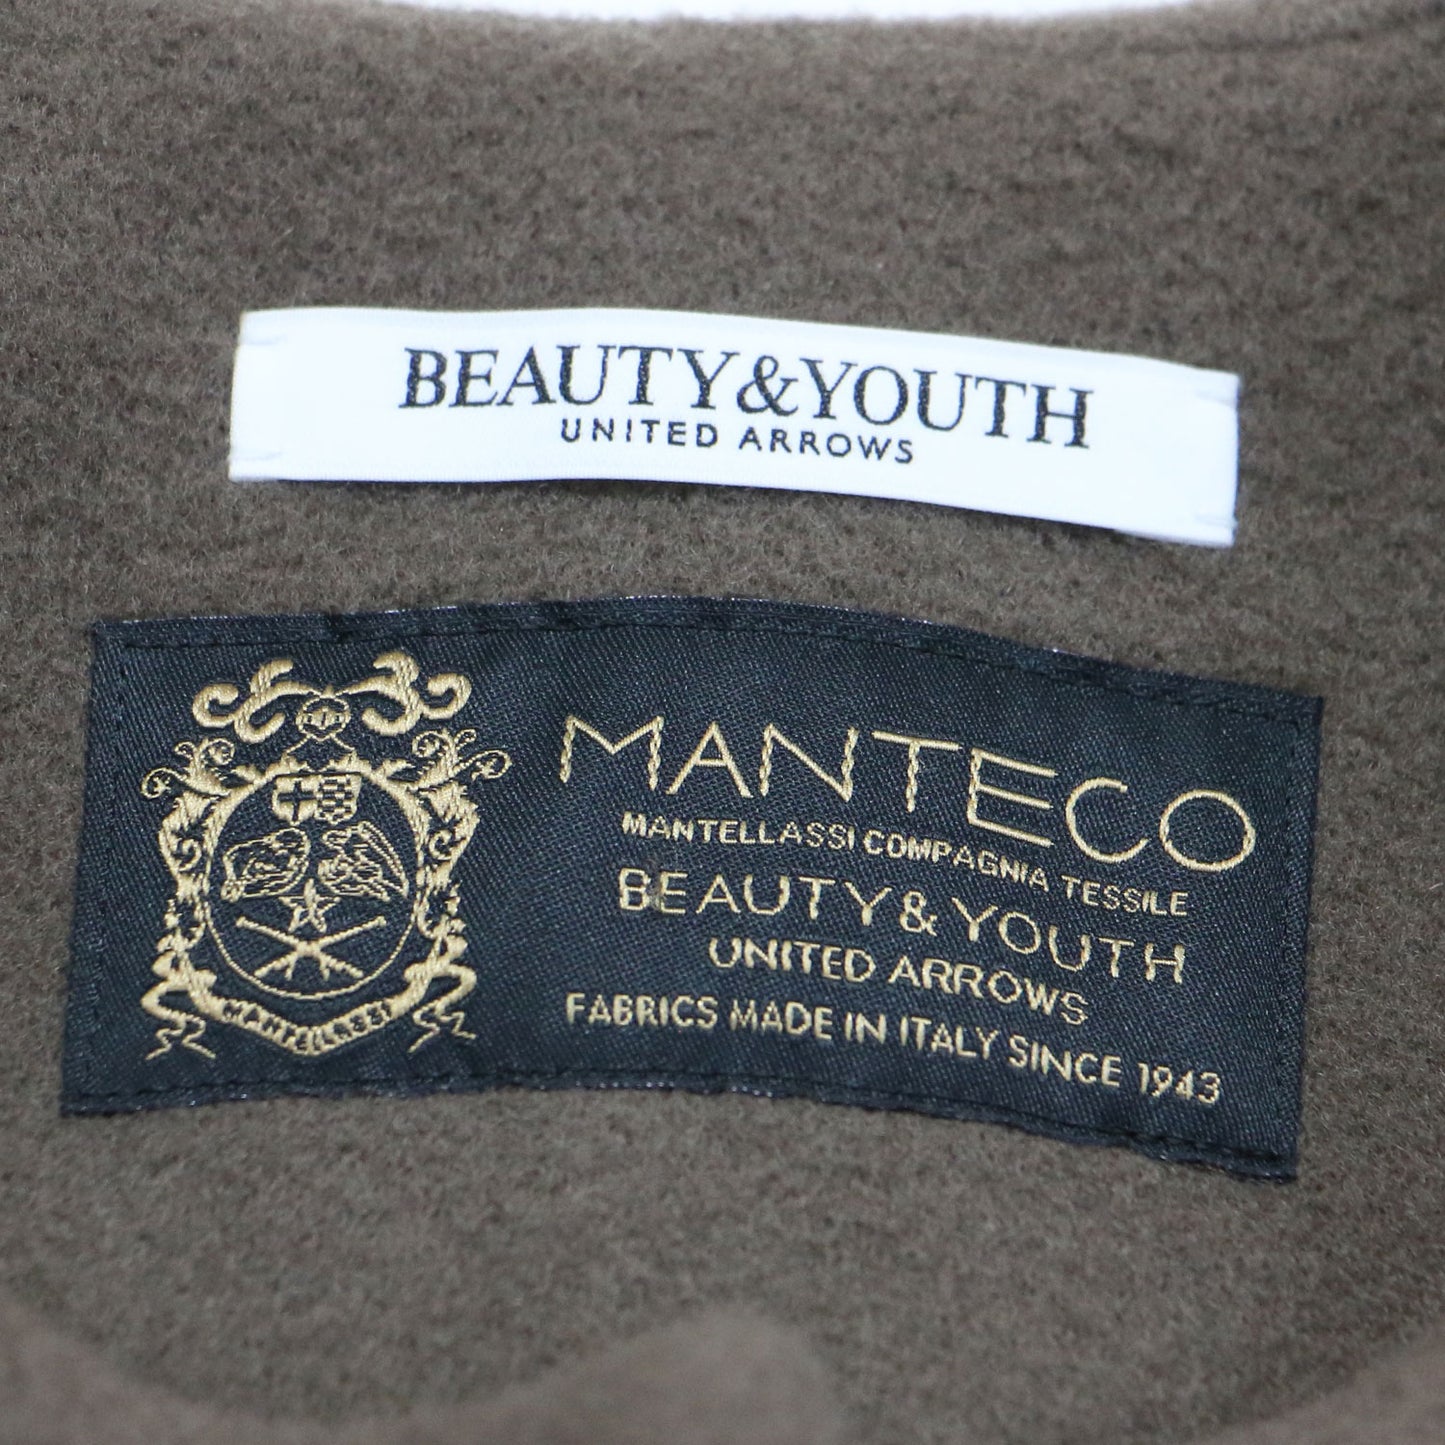 BEAUTY&YOUTH
UNITED ARROWS
MANTECO
MANTELLASSI COMPAGNIA TESSILE
BEAUTY & YOUTH
UNITED ARROWS
FABRICS MADE IN ITALY SINCE 1943
MANTELLASSI